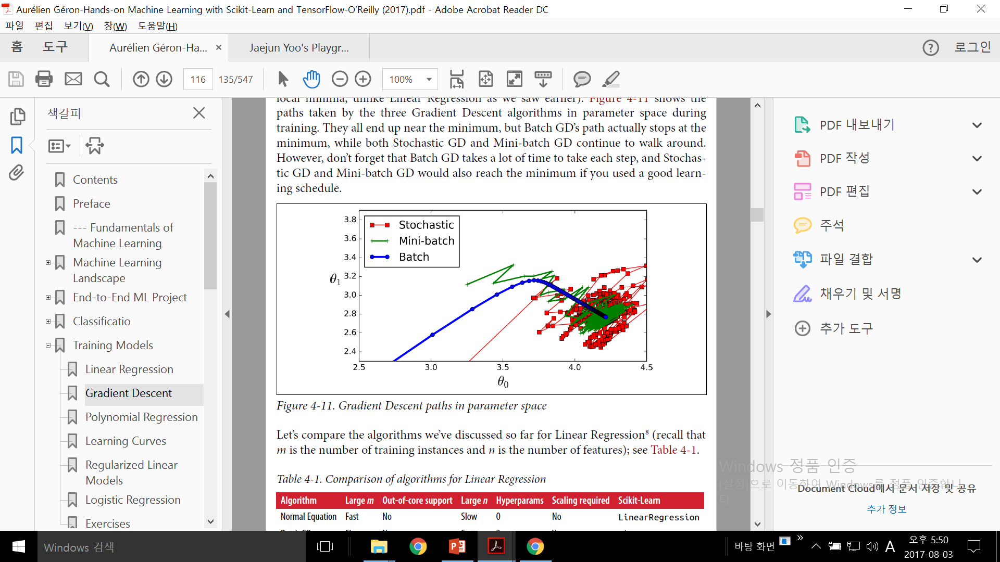 Aurélien Géron-Hands-on Machine Learning with Scikit-Learn and TensorFlow-O'Reilly (2017).pdf - Adobe Acrobat Reader DC
파일 편집 보기(V) 창(W) 도움말(H)
홈 도구 Aurélien Géron-Ha... × Jaejun Yoo's Playgr... ? 로그인
116 135/547 100%
책갈피
Contents
Preface
--- Fundamentals of
Machine Learning
Machine Learning
Landscape
End-to-End ML Project
Classificatio
Training Models
Linear Regression
Gradient Descent
Polynomial Regression
Learning Curves
Regularized Linear
Models
Logistic Regression
Exercises
local minima, unlike Linear Regression as we saw earlier). Figure 4-11 shows the
paths taken by the three Gradient Descent algorithms in parameter space during
training. They all end up near the minimum, but Batch GD's path actually stops at the
minimum, while both Stochastic GD and Mini-batch GD continue to walk around.
However, don't forget that Batch GD takes a lot of time to take each step, and Stochas-
tic GD and Mini-batch GD would also reach the minimum if you used a good learn-
ing schedule.
Stochastic
Mini-batch
Batch
3.8
3.6
3.4
3.2
3.0
2.8
2.6
2.4
θ1
2.5 3.0 3.5 4.0 4.5
θ0
Figure 4-11. Gradient Descent paths in parameter space
Let's compare the algorithms we've discussed so far for Linear Regression8 (recall that
m is the number of training instances and n is the number of features); see Table 4-1.
Table 4-1. Comparison of algorithms for Linear Regression
Algorithm Large m Out-of-core support Large n Hyperparams Scaling required Scikit-Learn
Normal Equation Fast No Slow 0 No LinearRegression
PDF 내보내기
PDF 작성
PDF 편집
주석
파일 결합
채우기 및 서명
추가 도구
Windows 정품 인증
[설정]으로 이동하여 Windows를 정품 인증합니
다.
Document Cloud에서 문서 저장 및 공유
추가 정보
Windows 검색
바탕 화면 » A 오후 5:50
2017-08-03